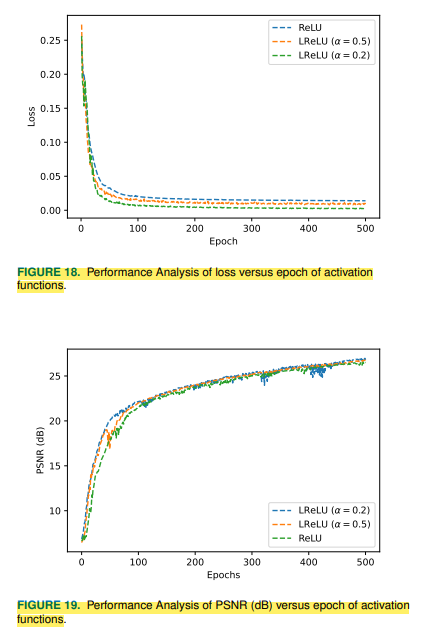 0.25
0.20
0.15
0.10
0.05
0.00
Loss
ReLU
LReLU (α = 0.5)
LReLU (α = 0.2)
0 100 200 300 400 500
Epoch
FIGURE 18. Performance Analysis of loss versus epoch of activation
functions.
25
20
15
10
PSNR (dB)
LReLU (α = 0.2)
LReLU (α = 0.5)
ReLU
0 100 200 300 400 500
Epochs
FIGURE 19. Performance Analysis of PSNR (dB) versus epoch of activation
functions.